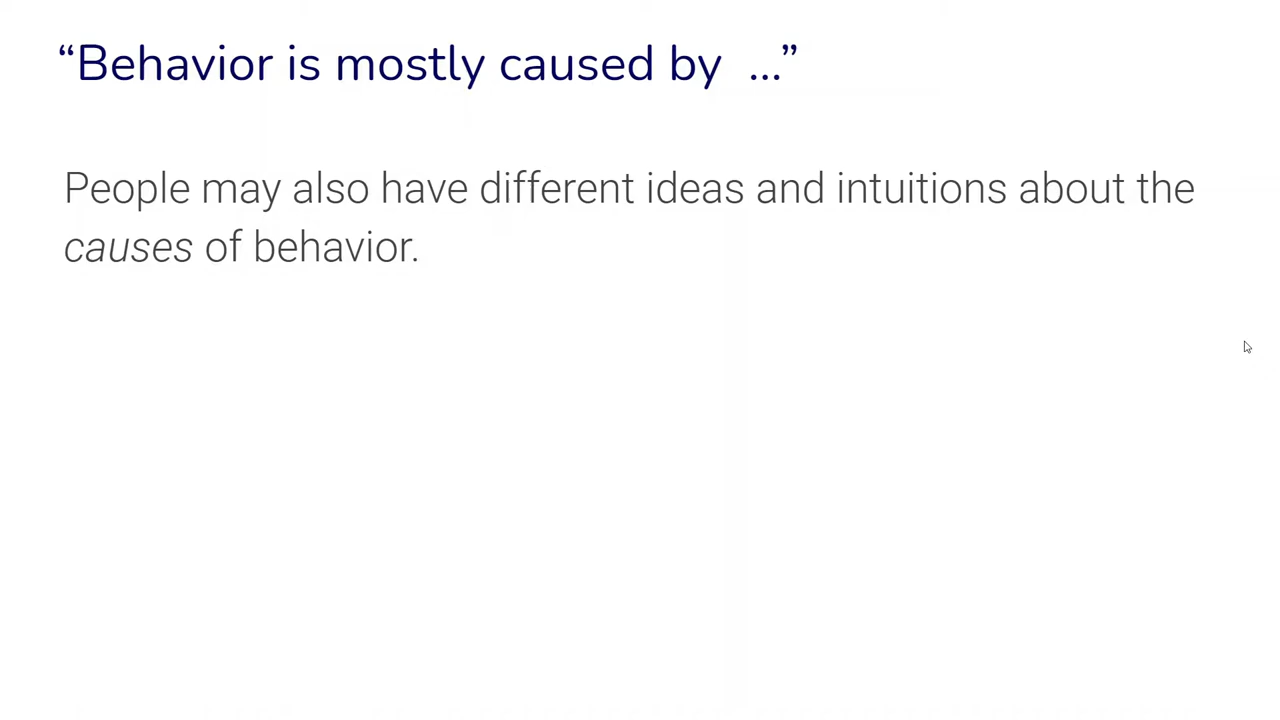 “Behavior is mostly caused by ...”
People may also have different ideas and intuitions about the
causes of behavior.